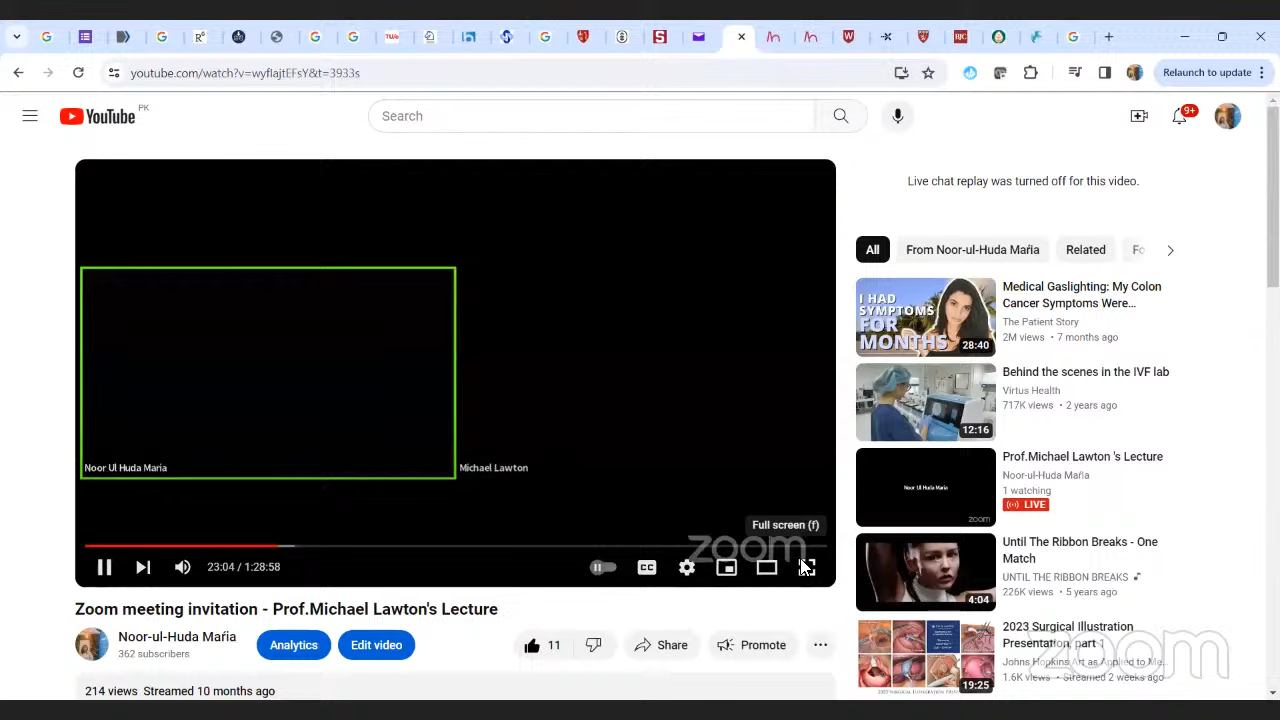 youtube.com/watch?v=wyflajtEFSY&t=3933s
Relaunch to update
YouTube
PK
Search
9+
Live chat replay was turned off for this video.
All
From Noor-ul-Huda Maŕia
Related
Noor Ul Huda Maria
Michael Lawton
Full screen (f)
zoom
23:04 / 1:28:58
CC
Zoom meeting invitation - Prof.Michael Lawton's Lecture
Noor-ul-Huda Maŕia
362 subscribers
Analytics
Edit video
11
Share
Promote
214 views Streamed 10 months ago
I HAD
SYMPTOMS
FOR
MONTHS
28:40
Medical Gaslighting: My Colon
Cancer Symptoms Were...
The Patient Story
2M views • 7 months ago
12:16
Behind the scenes in the IVF lab
Virtus Health
717K views • 2 years ago
Noor Ul Huda Maria
zoom
Prof.Michael Lawton 's Lecture
Noor-ul-Huda Maŕia
1 watching
LIVE
4:04
Until The Ribbon Breaks - One
Match
UNTIL THE RIBBON BREAKS
226K views • 5 years ago
19:25
2023 Surgical Illustration
Presentation, part 1
Johns Hopkins Art as Applied to Me...
1.6K views • Streamed 2 weeks ago
zoom